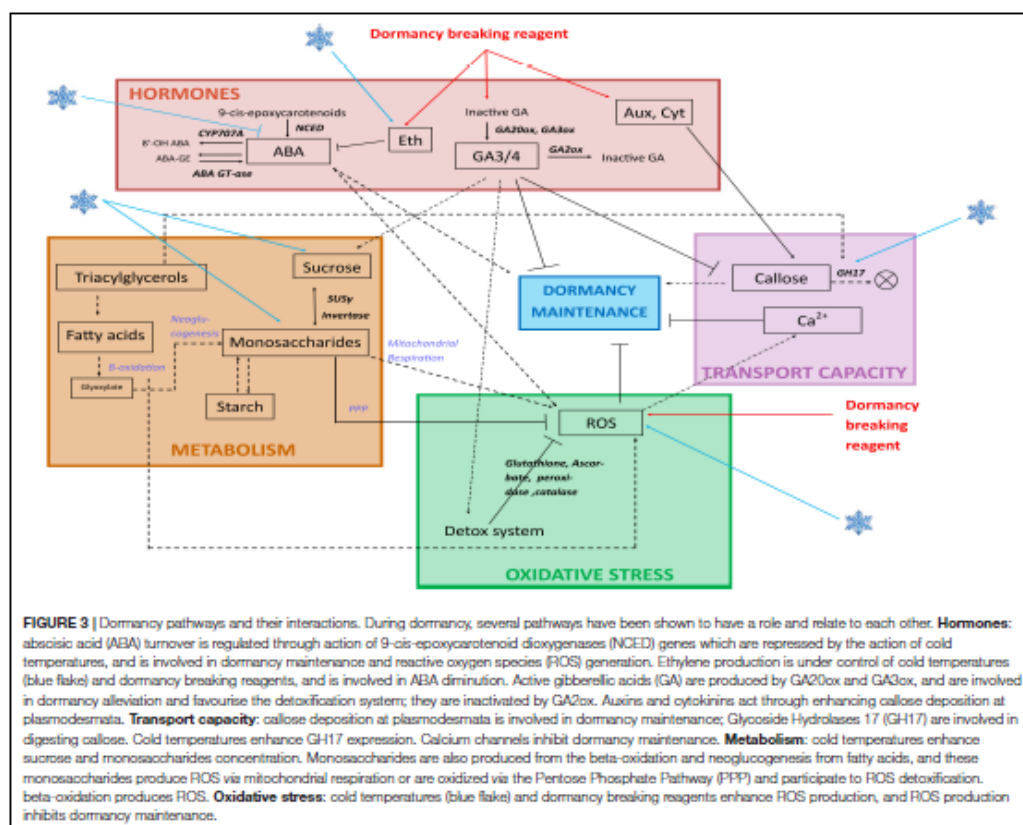 Dormancy breaking reagent
HORMONES
9-cis-epoxycarotenoids
CYP707A
NCED
8'-OH ABA
ABA
ABA-GE
ABA GT-ase
Eth
Inactive GA
GA20ox, GA3ox
GA3/4
GA2ox
Inactive GA
Aux, Cyt
Triacylglycerols
Sucrose
SUSy
Invertase
Fatty acids
Neoglu-
cogenesis
Monosaccharides
B-oxidation
Glyoxylate
Starch
Mitochondrial
Respiration
PPP
METABOLISM
DORMANCY
MAINTENANCE
Callose
GH17
Ca2+
TRANSPORT CAPACITY
ROS
Dormancy
breaking
reagent
Glutathione, Ascor-
bate, peroxi-
dase ,catalase
Detox system
OXIDATIVE STRESS
FIGURE 3 | Dormancy pathways and their interactions. During dormancy, several pathways have been shown to have a role and relate to each other. Hormones:
abscisic acid (ABA) turnover is regulated through action of 9-cis-epoxycarotenoid dioxygenases (NCED) genes which are repressed by the action of cold
temperatures, and is involved in dormancy maintenance and reactive oxygen species (ROS) generation. Ethylene production is under control of cold temperatures
(blue flake) and dormancy breaking reagents, and is involved in ABA diminution. Active gibberellic acids (GA) are produced by GA20ox and GA3ox, and are involved
in dormancy alleviation and favourise the detoxification system; they are inactivated by GA2ox. Auxins and cytokinins act through enhancing callose deposition at
plasmodesmata. Transport capacity: callose deposition at plasmodesmata is involved in dormancy maintenance; Glycoside Hydrolases 17 (GH17) are involved in
digesting callose. Cold temperatures enhance GH17 expression. Calcium channels inhibit dormancy maintenance. Metabolism: cold temperatures enhance
sucrose and monosaccharides concentration. Monosaccharides are also produced from the beta-oxidation and neoglucogenesis from fatty acids, and these
monosaccharides produce ROS via mitochondrial respiration or are oxidized via the Pentose Phosphate Pathway (PPP) and participate to ROS detoxification.
beta-oxidation produces ROS. Oxidative stress: cold temperatures (blue flake) and dormancy breaking reagents enhance ROS production, and ROS production
inhibits dormancy maintenance.